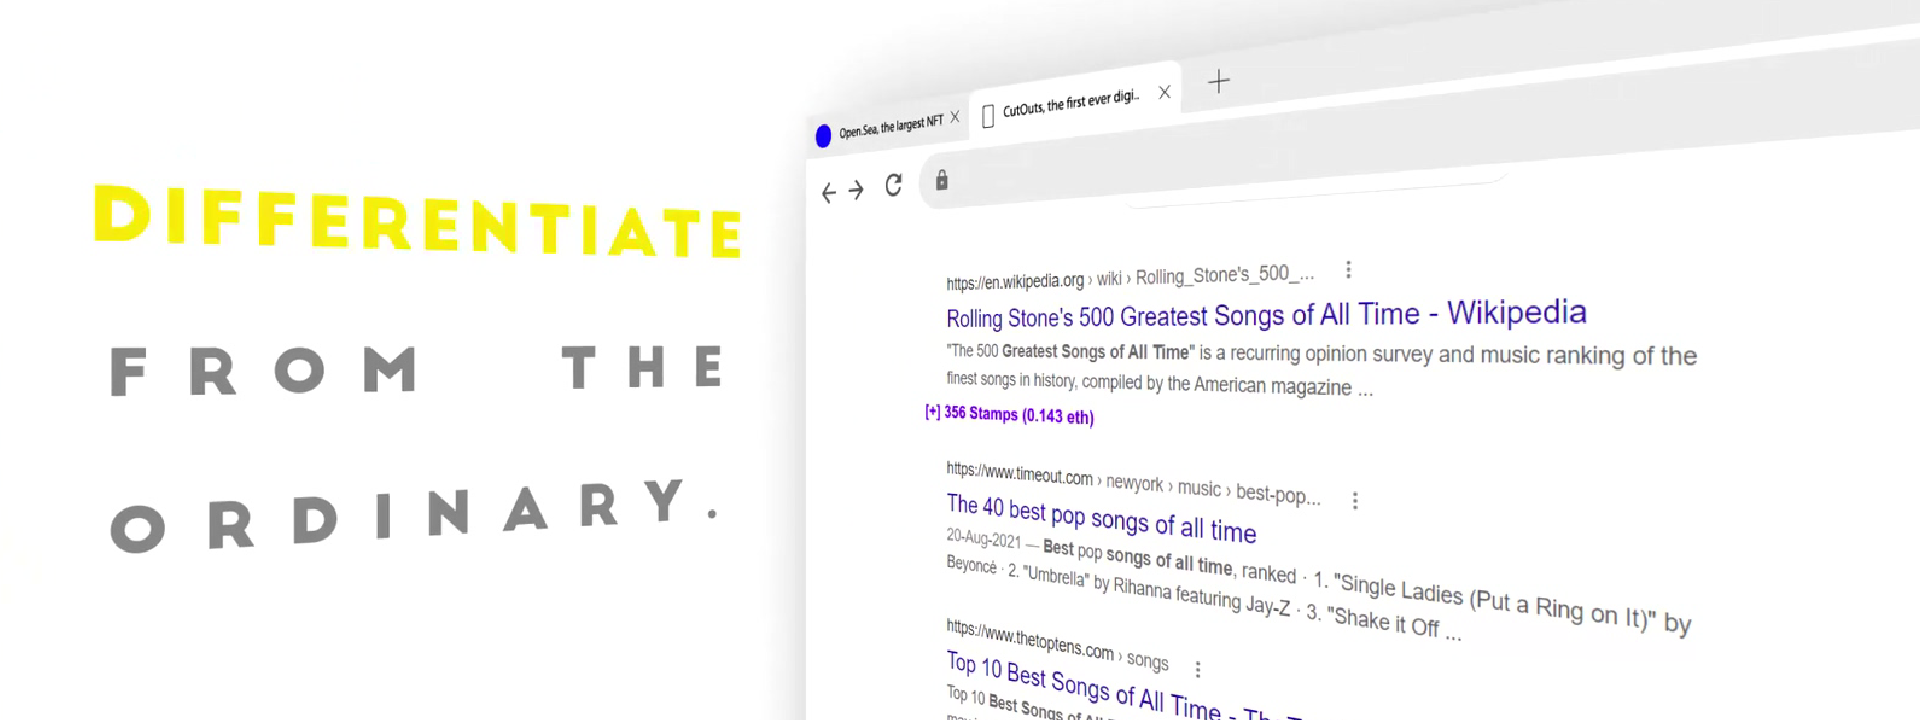 DIFFERENTIATE
FROM THE
ORDINARY.
Open.Sea, the largest NFT
CutOuts, the first ever digi..
https://en.wikipedia.org › wiki › Rolling_Stone's_500_...
Rolling Stone's 500 Greatest Songs of All Time - Wikipedia
"The 500 Greatest Songs of All Time" is a recurring opinion survey and music ranking of the
finest songs in history, compiled by the American magazine ...
[+] 356 Stamps (0.143 eth)
https://www.timeout.com › newyork › music › best-pop...
The 40 best pop songs of all time
20-Aug-2021 — Best pop songs of all time, ranked · 1. "Single Ladies (Put a Ring on It)" by
Beyoncé · 2. "Umbrella" by Rihanna featuring Jay-Z · 3. "Shake it Off ...
https://www.thetoptens.com › songs
Top 10 Best Songs of All Time -
Top 10 Best Songs of